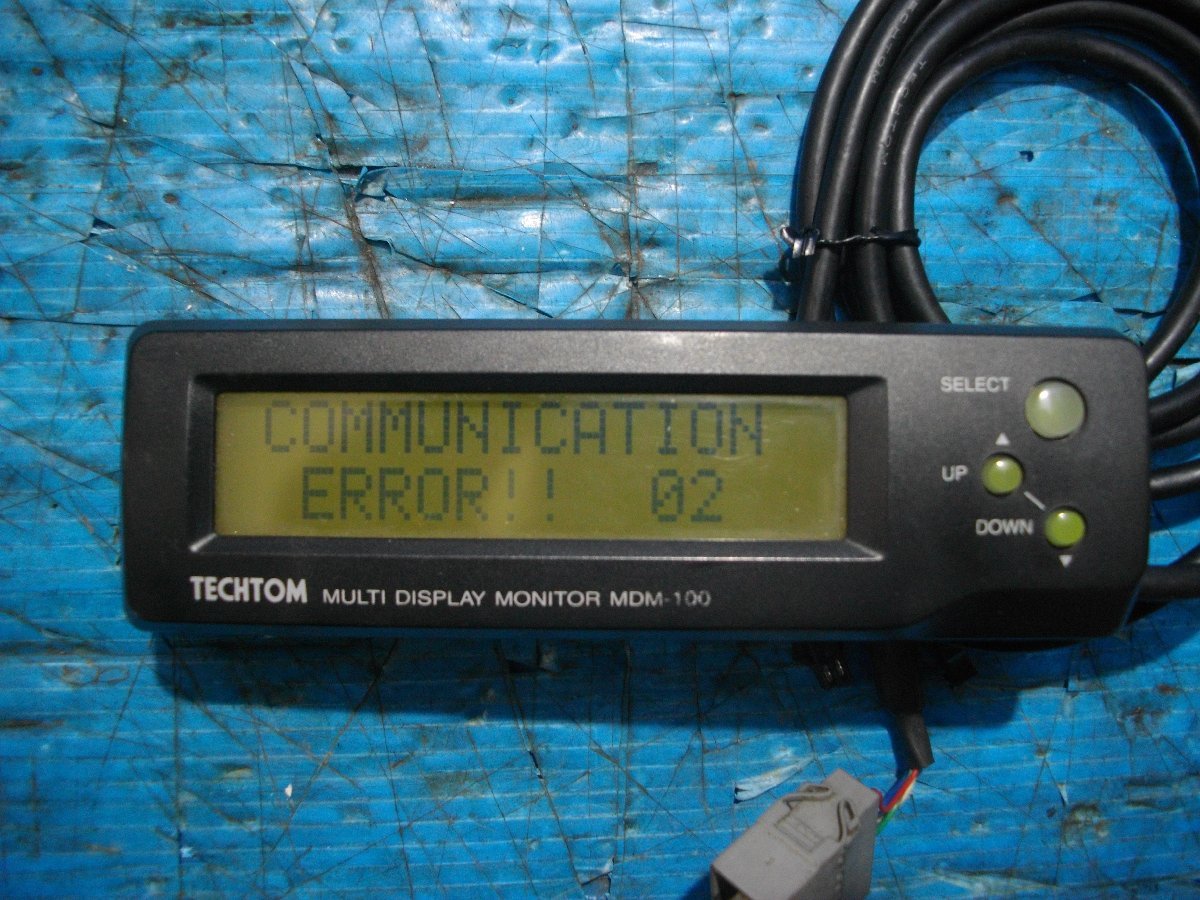 COMMUNICATION
ERROR!! 02
SELECT
▲
UP
DOWN
▼
TECHTOM MULTI DISPLAY MONITOR MDM-100